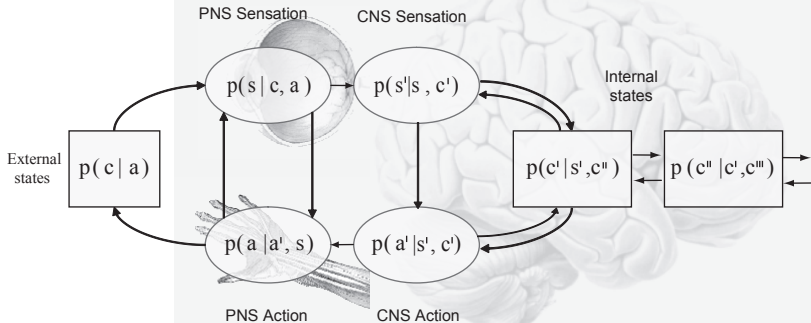 PNS Sensation
CNS Sensation
p(s|c, a)
p(s'|s , c')
Internal
states
External
states
p(c|a)
p(c'|s',c'')
p(c''|c',c''')
p(a|a', s)
p(a'|s', c')
PNS Action
CNS Action